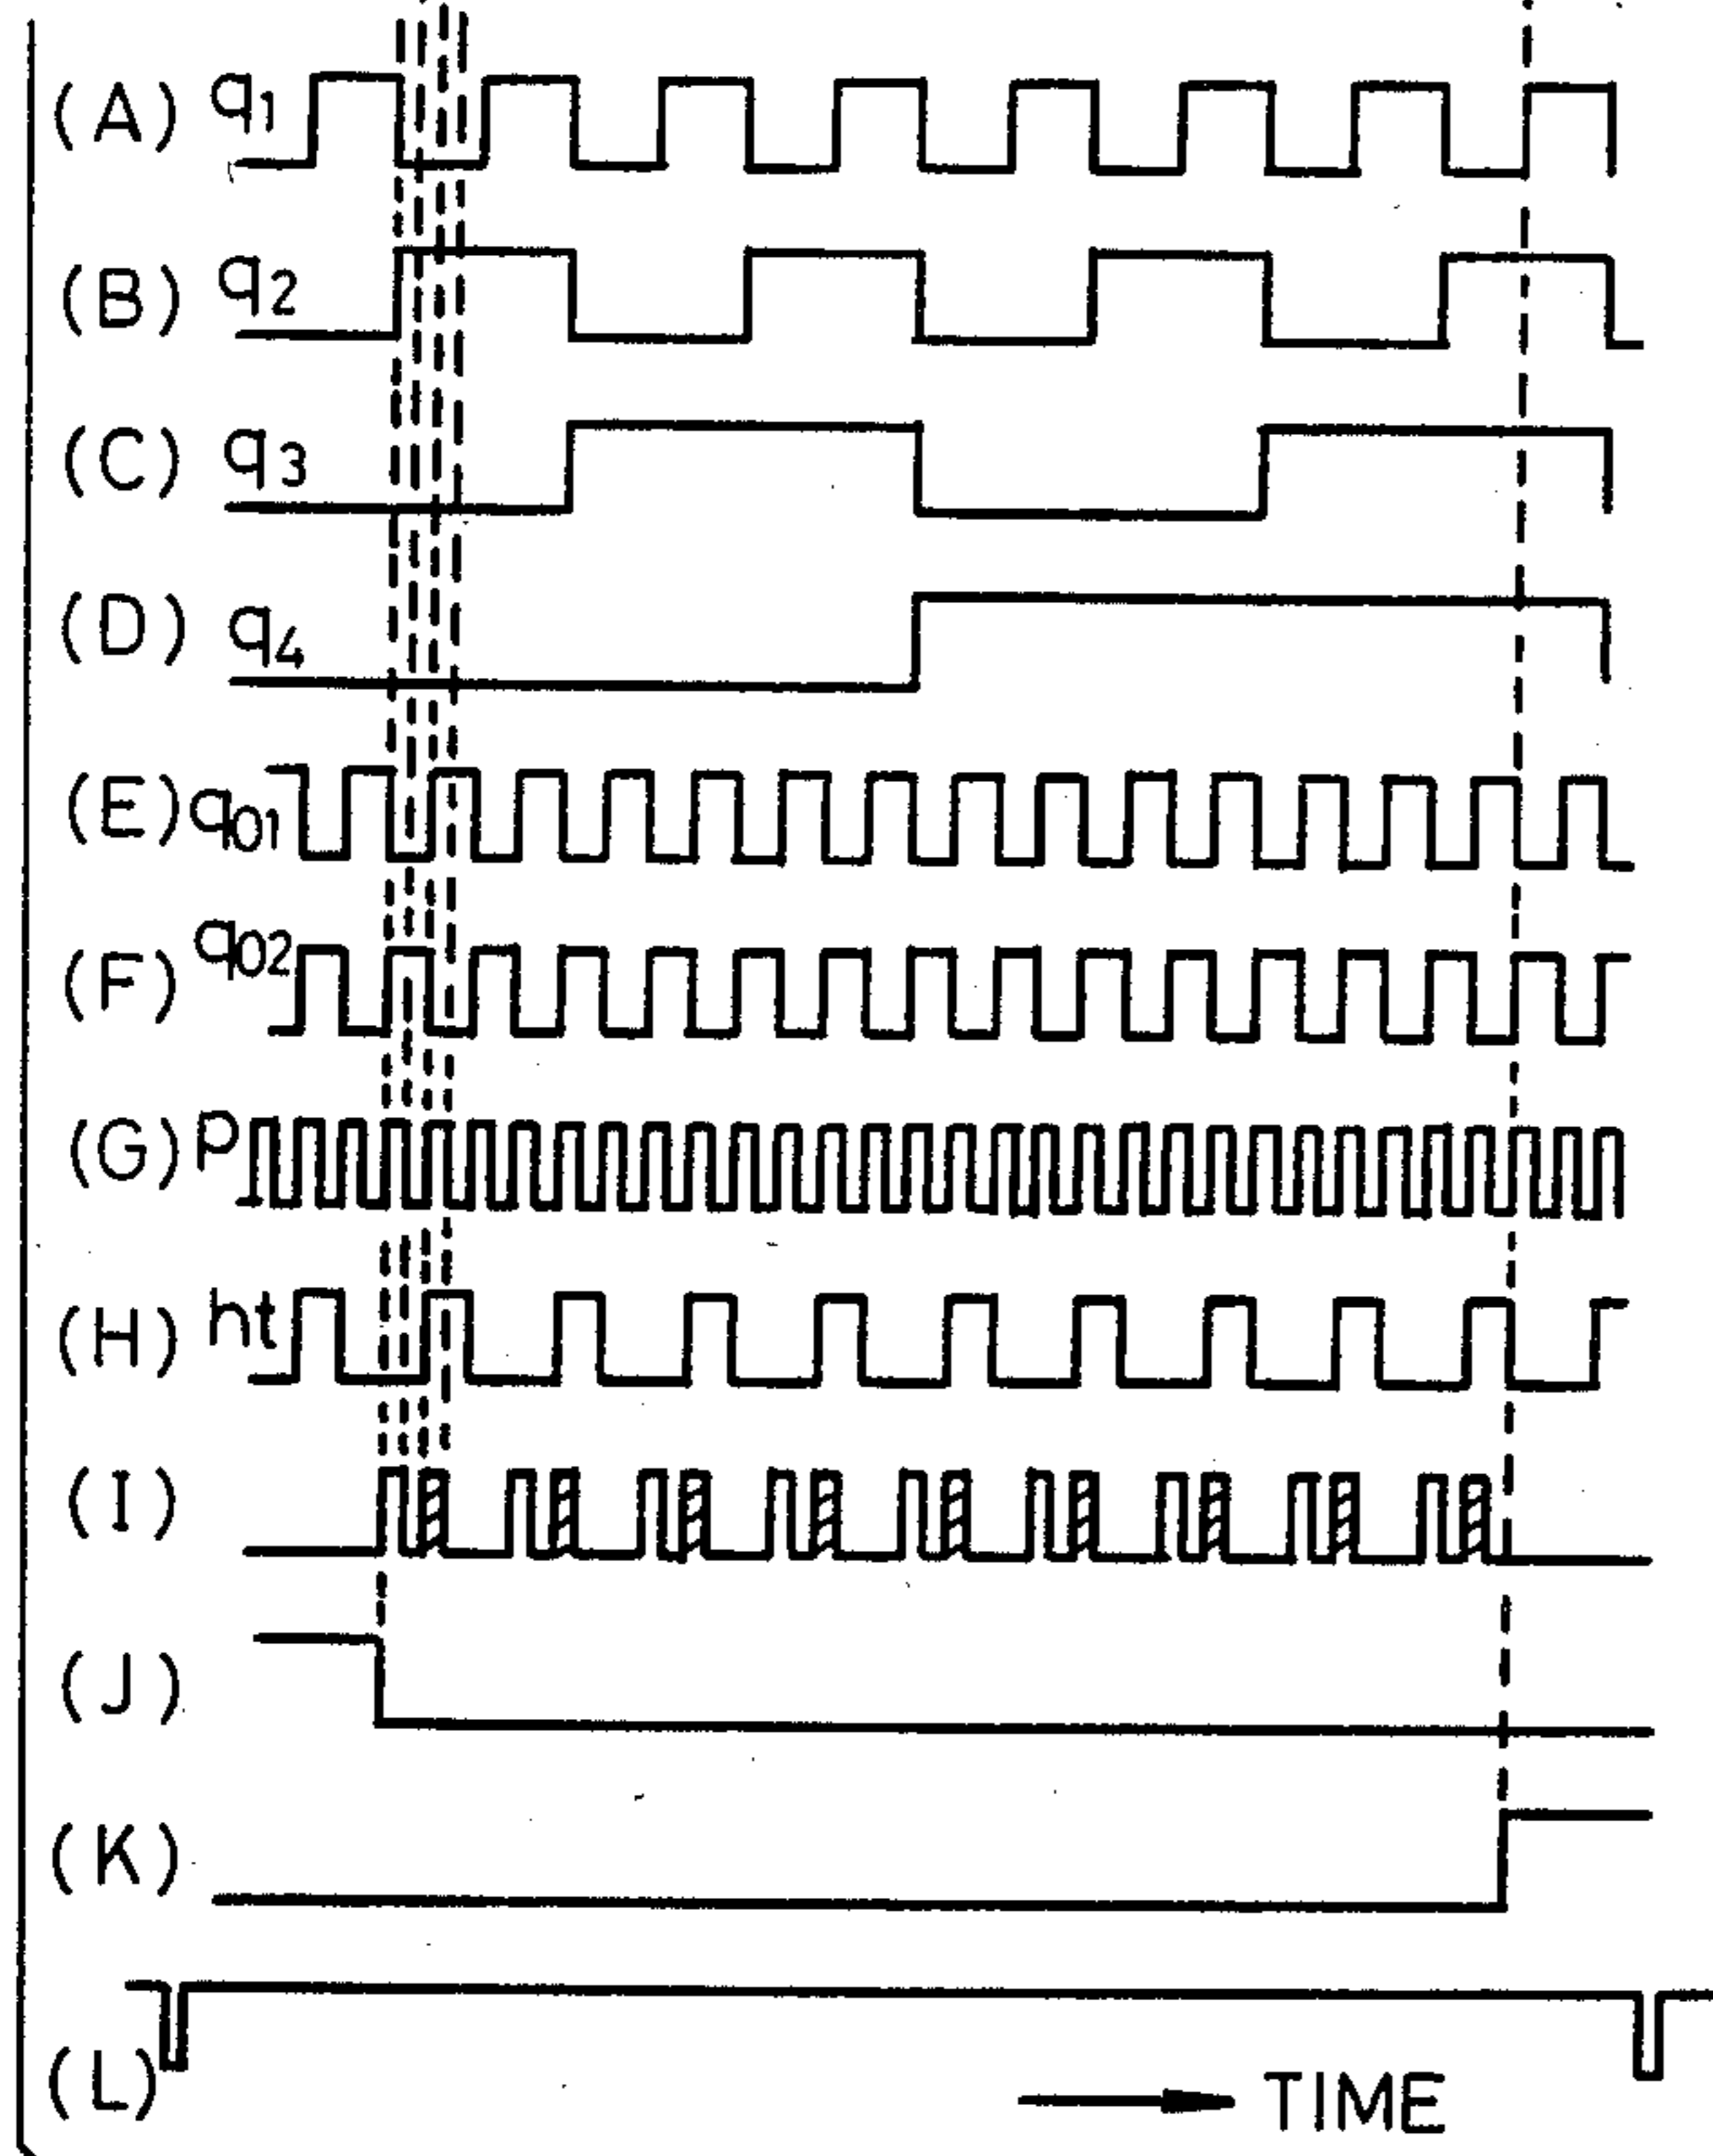 (A) q1
(B) q2
(C) q3
(D) q4
(E) q01
(F) q02
(G) P
(H) ht
(I)
(J)
(K)
(L)
TIME